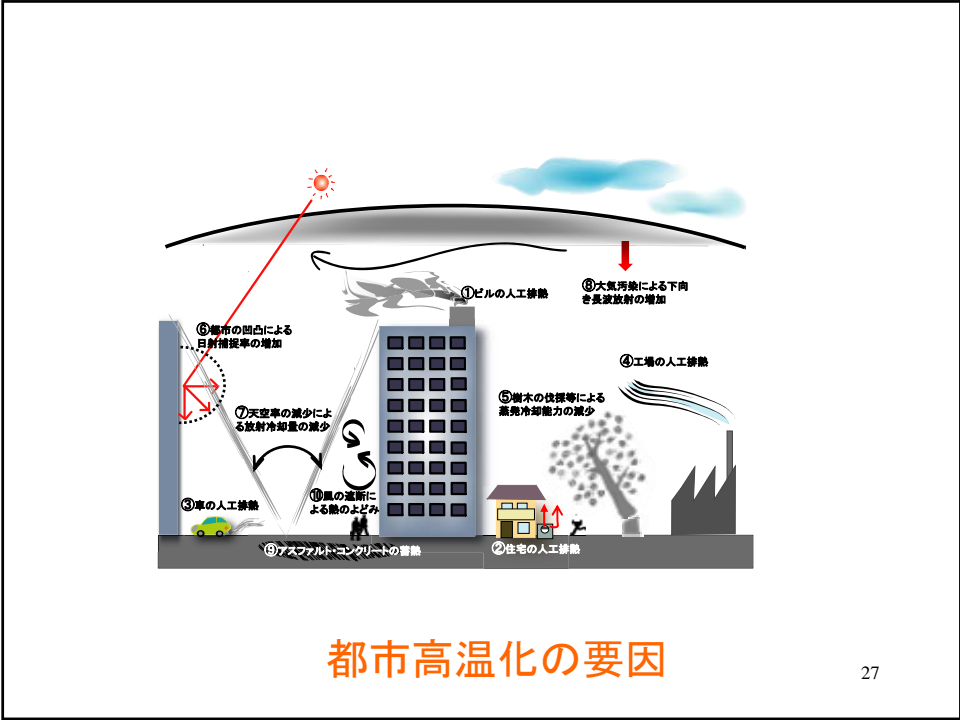 ①ビルの人工排熱
⑧大気汚染による下向
き長波放射の増加
⑥都市の凹凸による
日射捕捉率の増加
④工場の人工排熱
⑤樹木の伐採等による
蒸発冷却能力の減少
⑦天空率の減少によ
る放射冷却量の減少
③車の人工排熱
⑩風の遮断に
よる熱のよどみ
⑨アスファルト・コンクリートの蓄熱
②住宅の人工排熱
都市高温化の要因
27